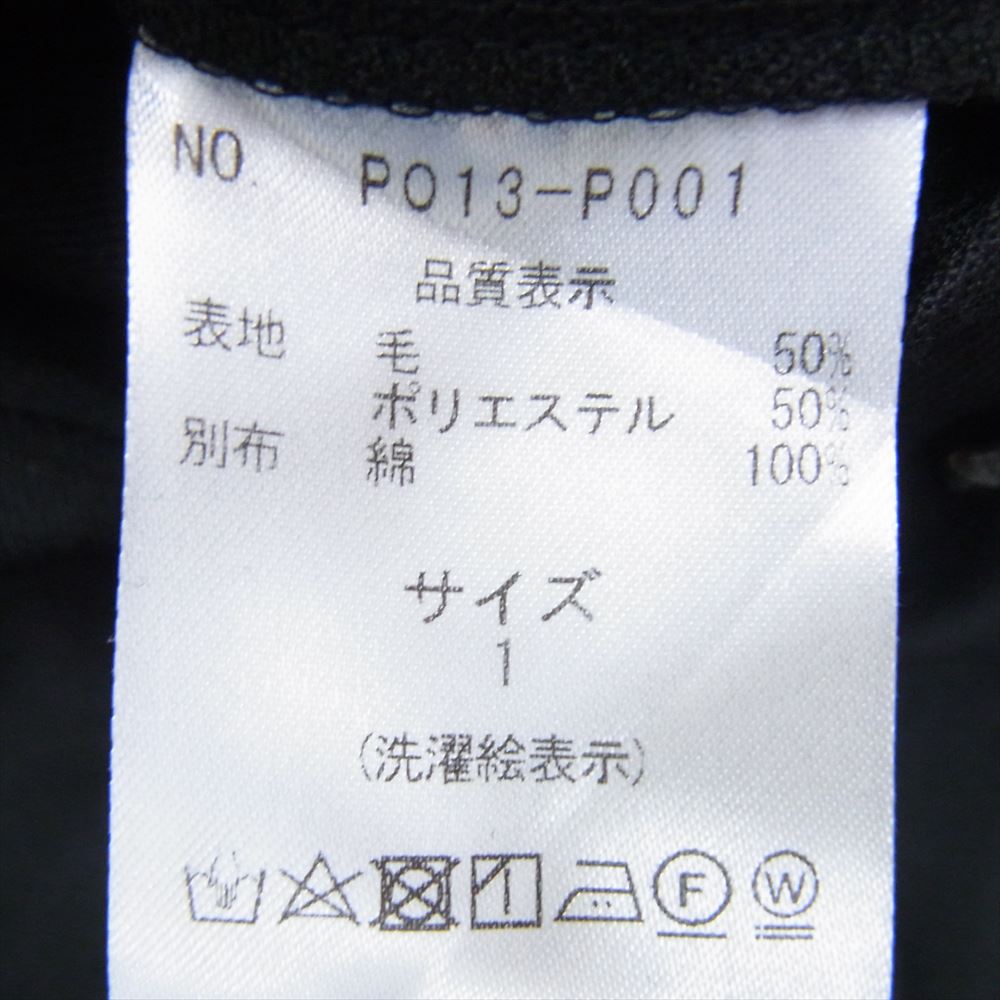 NO. PO13-P001
品質表示
表地 毛 50%
ポリエステル 50%
別布 綿 100%
サイズ
1
(洗濯絵表示)
F W